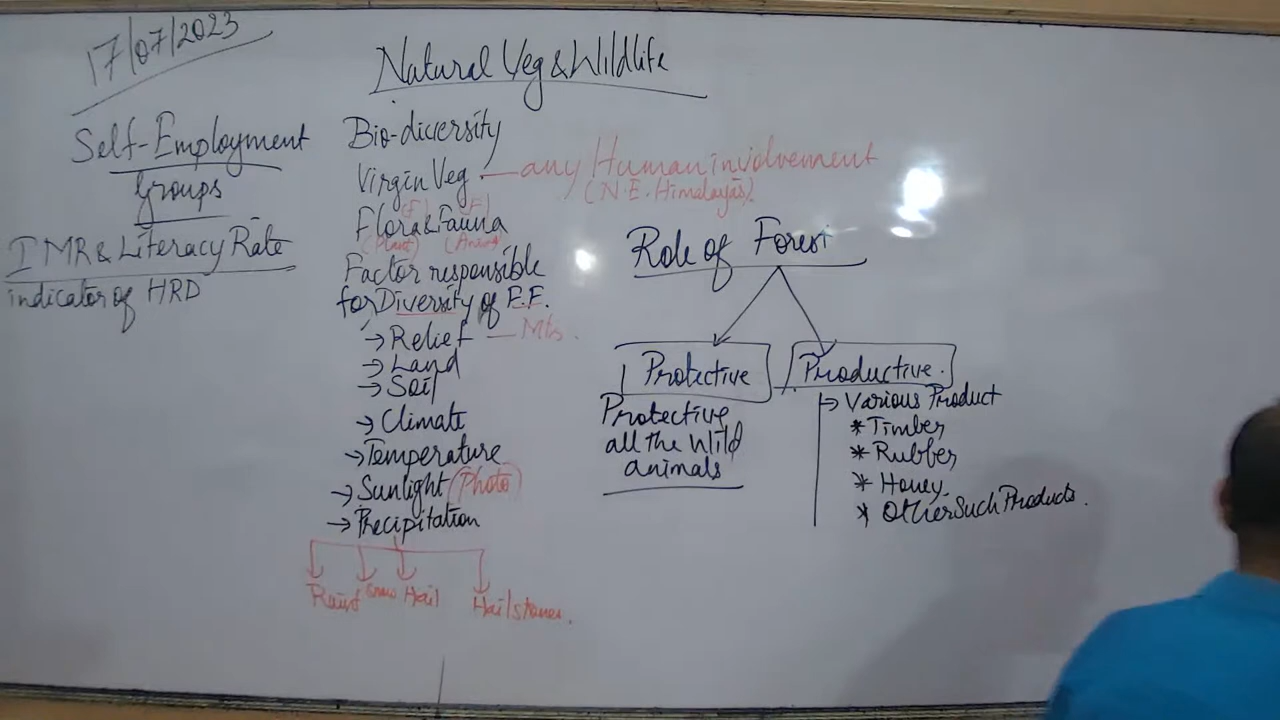 17/07/2023
Self-Employment
Groups
IMR & Literacy Rate
indicator of HRD
Natural Veg & Wildlife
Bio-diversity
Virgin Veg. — any Human involvement
(N.E. Himalayas).
(F) (F)
Flora & Fauna
(Plant)
Factor responsible
for Diversity of F.F.
→ Relief — Mts.
→ Land
→ Soil
→ Climate
→ Temperature
→ Sunlight (Photo)
→ Precipitation
Rain Snow Hail Hailstones.
Role of Forest
Protective
Protective
all the Wild
animals
Productive.
→ Various Product
* Timber
* Rubber
* Honey
* Other Such Products.